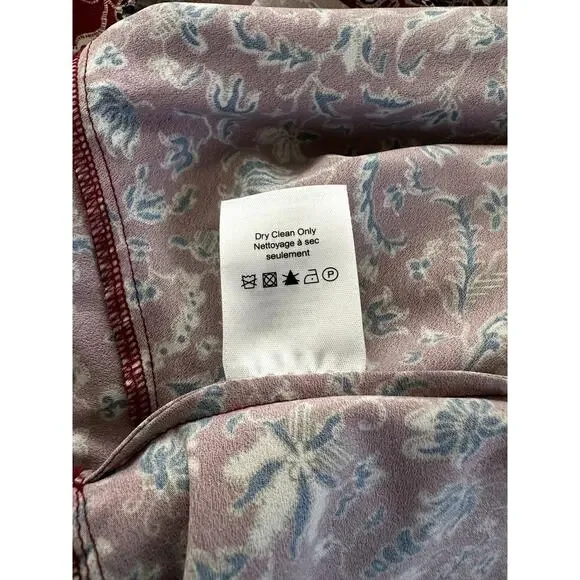 Dry Clean Only
Nettoyage à sec
seulement
P